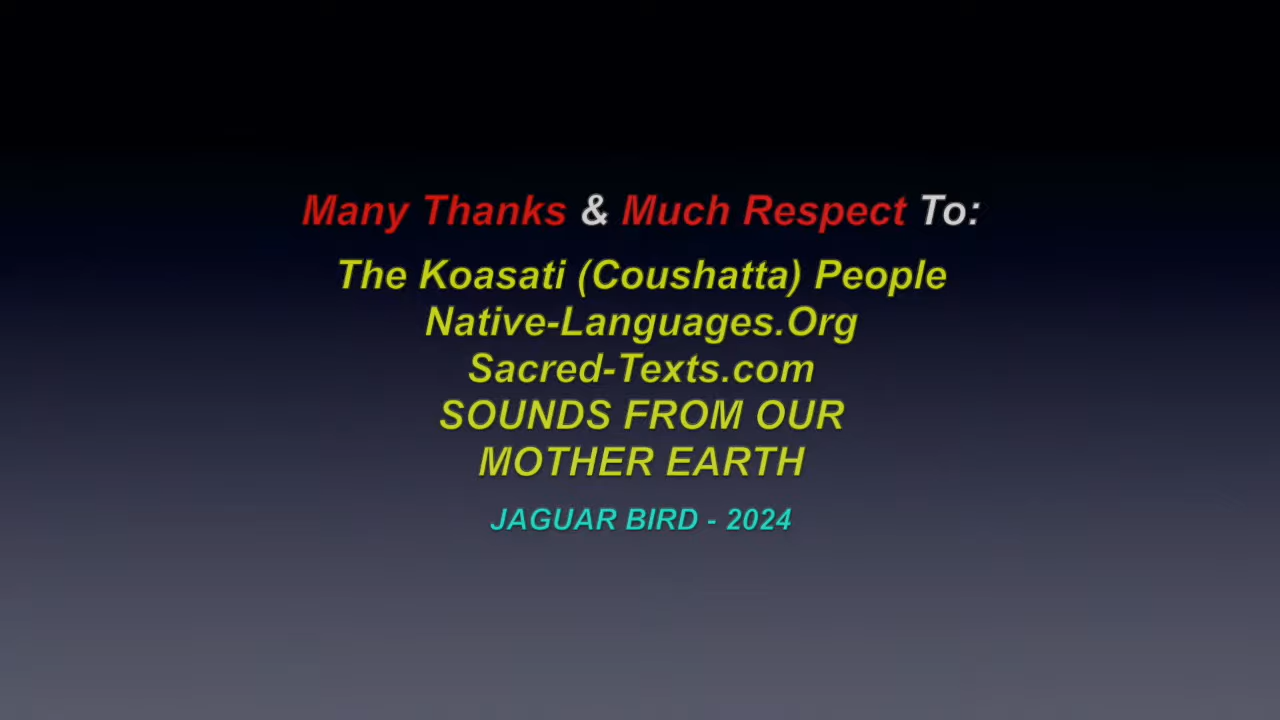 Many Thanks & Much Respect To:
The Koasati (Coushatta) People
Native-Languages.Org
Sacred-Texts.com
SOUNDS FROM OUR
MOTHER EARTH
JAGUAR BIRD - 2024